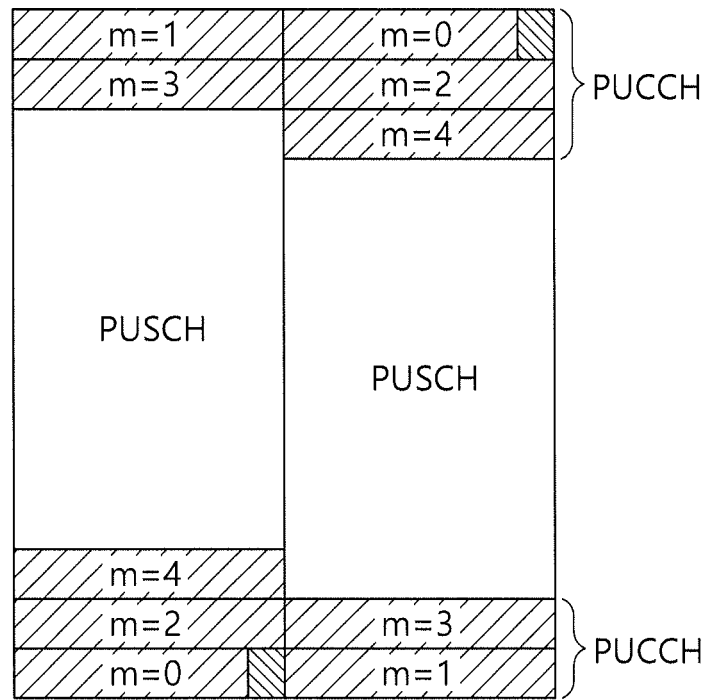 m=1 m=0
m=3 m=2 PUCCH
m=4
PUSCH
PUSCH
m=4
m=2 m=3
m=0 m=1 PUCCH